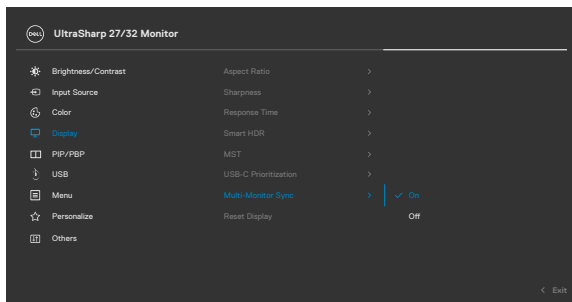 DELL UltraSharp 27/32 Monitor
Brightness/Contrast Aspect Ratio >
Input Source Sharpness >
Color Response Time >
Display Smart HDR >
PIP/PBP MST >
USB USB-C Prioritization >
Menu Multi-Monitor Sync > ✓ On
Personalize Reset Display Off
Others
< Exit